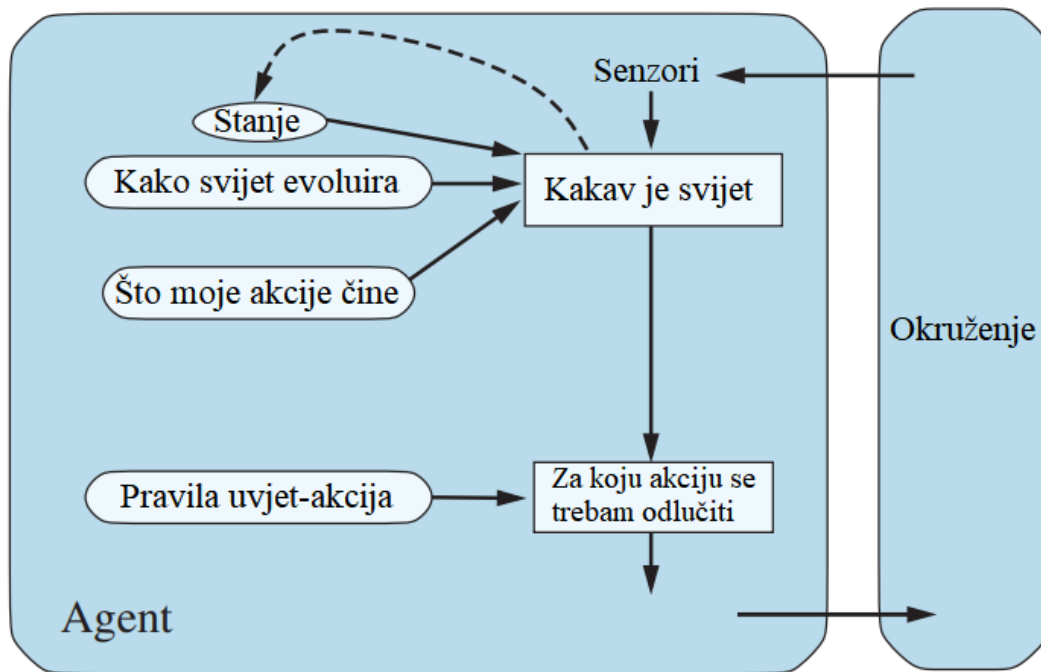 Senzori
Stanje
Kako svijet evoluira
Kakav je svijet
Što moje akcije čine
Okruženje
Pravila uvjet-akcija
Za koju akciju se
trebam odlučiti
Agent